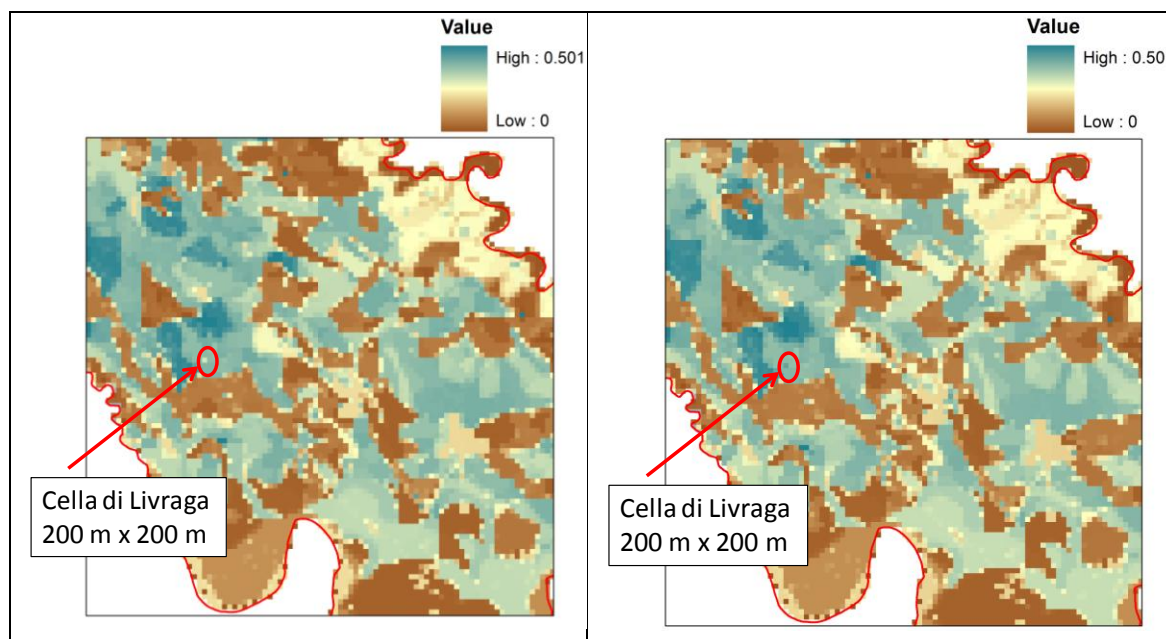 Value
High : 0.501
Low : 0
Cella di Livraga
200 m x 200 m
Value
High : 0.50
Low : 0
Cella di Livraga
200 m x 200 m